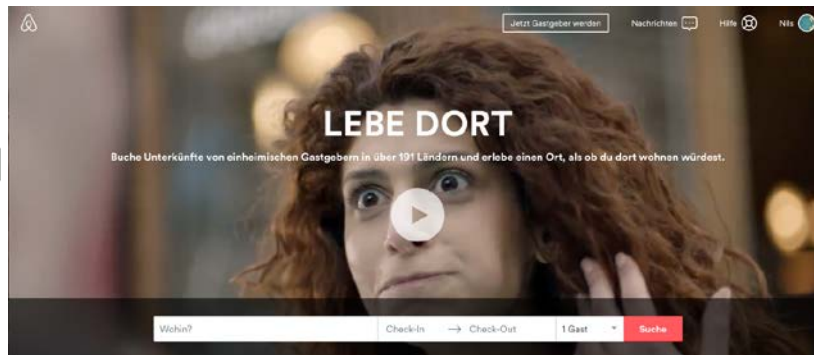 Jetzt Gastgeber werden
Nachrichten
Hilfe
Nils
LEBE DORT
Buche Unterkünfte von einheimischen Gastgebern in über 191 Ländern und erlebe einen Ort, als ob du dort wohnen würdest.
Wohin?
Check-In → Check-Out
1 Gast
Suche